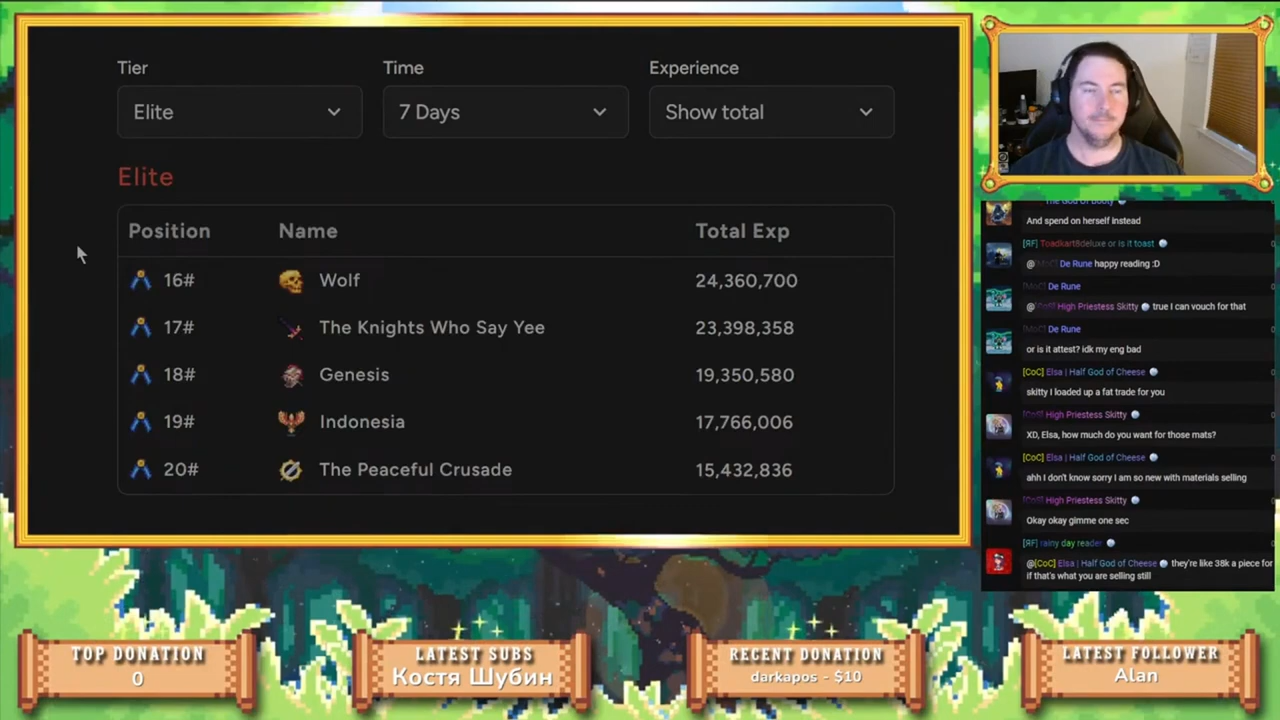 Tier
Time
Experience
Elite
7 Days
Show total
Elite
Position
Name
Total Exp
16#
Wolf
24,360,700
17#
The Knights Who Say Yee
23,398,358
18#
Genesis
19,350,580
19#
Indonesia
17,766,006
20#
The Peaceful Crusade
15,432,836
The God Of Booty
And spend on herself instead
[ЯF] Toadkart8deluxe or is it toast
De Rune happy reading :D
De Rune
High Priestess Skitty true I can vouch for that
De Rune
or is it attest? idk my eng bad
[CoC] Elsa | Half God of Cheese
skitty I loaded up a fat trade for you
High Priestess Skitty
XD, Elsa, how much do you want for those mats?
[CoC] Elsa | Half God of Cheese
ahh I don't know sorry I am so new with materials selling
High Priestess Skitty
Okay okay gimme one sec
[ЯF] rainy day reader
@[CoC] Elsa | Half God of Cheese they're like 38k a piece for
if that's what you are selling still
TOP DONATION
0
LATEST SUBS
Костя Шубин
RECENT DONATION
darkapos - $10
LATEST FOLLOWER
Alan